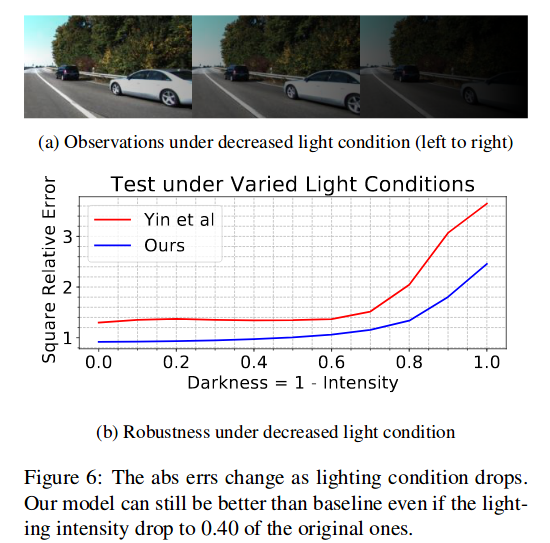 (a) Observations under decreased light condition (left to right)
Test under Varied Light Conditions
Square Relative Error
Yin et al
Ours
3
2
1
0.0 0.2 0.4 0.6 0.8 1.0
Darkness = 1 - Intensity
(b) Robustness under decreased light condition
Figure 6: The abs errs change as lighting condition drops.
Our model can still be better than baseline even if the light-
ing intensity drop to 0.40 of the original ones.